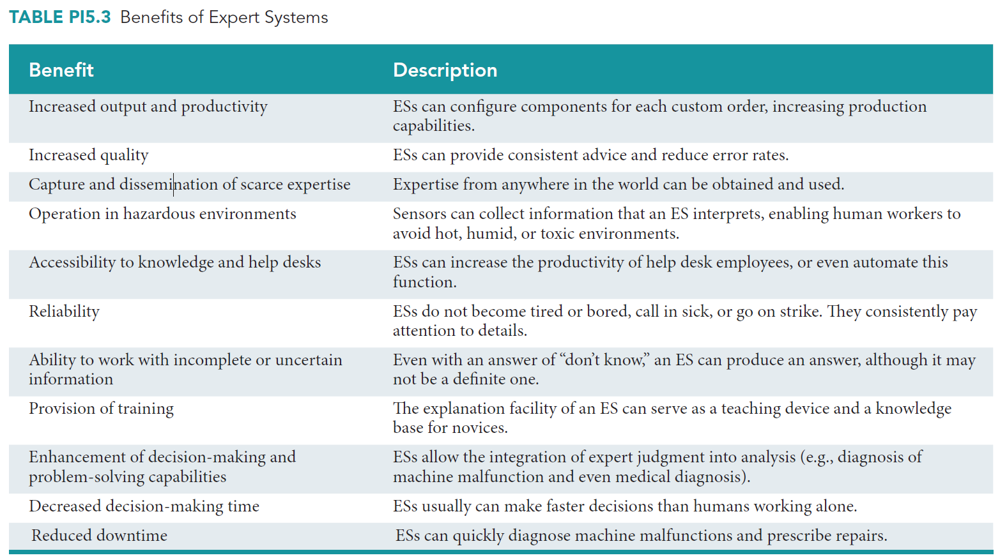 TABLE PI5.3 Benefits of Expert Systems
Benefit Description
Increased output and productivity ESs can configure components for each custom order, increasing production
capabilities.
Increased quality ESs can provide consistent advice and reduce error rates.
Capture and dissemination of scarce expertise Expertise from anywhere in the world can be obtained and used.
Operation in hazardous environments Sensors can collect information that an ES interprets, enabling human workers to
avoid hot, humid, or toxic environments.
Accessibility to knowledge and help desks ESs can increase the productivity of help desk employees, or even automate this
function.
Reliability ESs do not become tired or bored, call in sick, or go on strike. They consistently pay
attention to details.
Ability to work with incomplete or uncertain Even with an answer of “don’t know,” an ES can produce an answer, although it may
information not be a definite one.
Provision of training The explanation facility of an ES can serve as a teaching device and a knowledge
base for novices.
Enhancement of decision-making and ESs allow the integration of expert judgment into analysis (e.g., diagnosis of
problem-solving capabilities machine malfunction and even medical diagnosis).
Decreased decision-making time ESs usually can make faster decisions than humans working alone.
Reduced downtime ESs can quickly diagnose machine malfunctions and prescribe repairs.